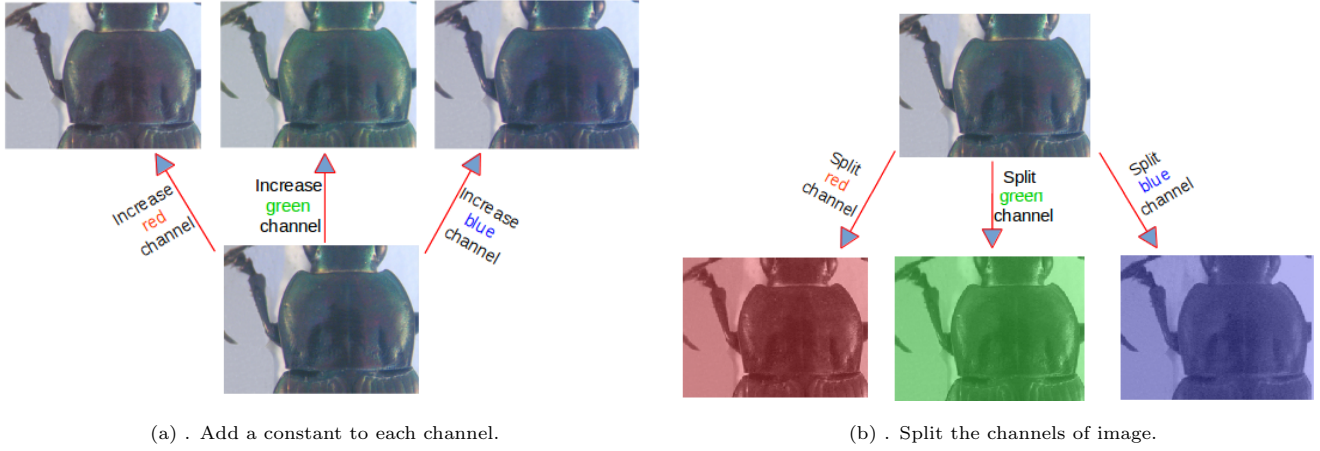 Increase
red
channel
Increase
green
channel
Increase
blue
channel
(a) . Add a constant to each channel.
Split
red
channel
Split
green
channel
Split
blue
channel
(b) . Split the channels of image.